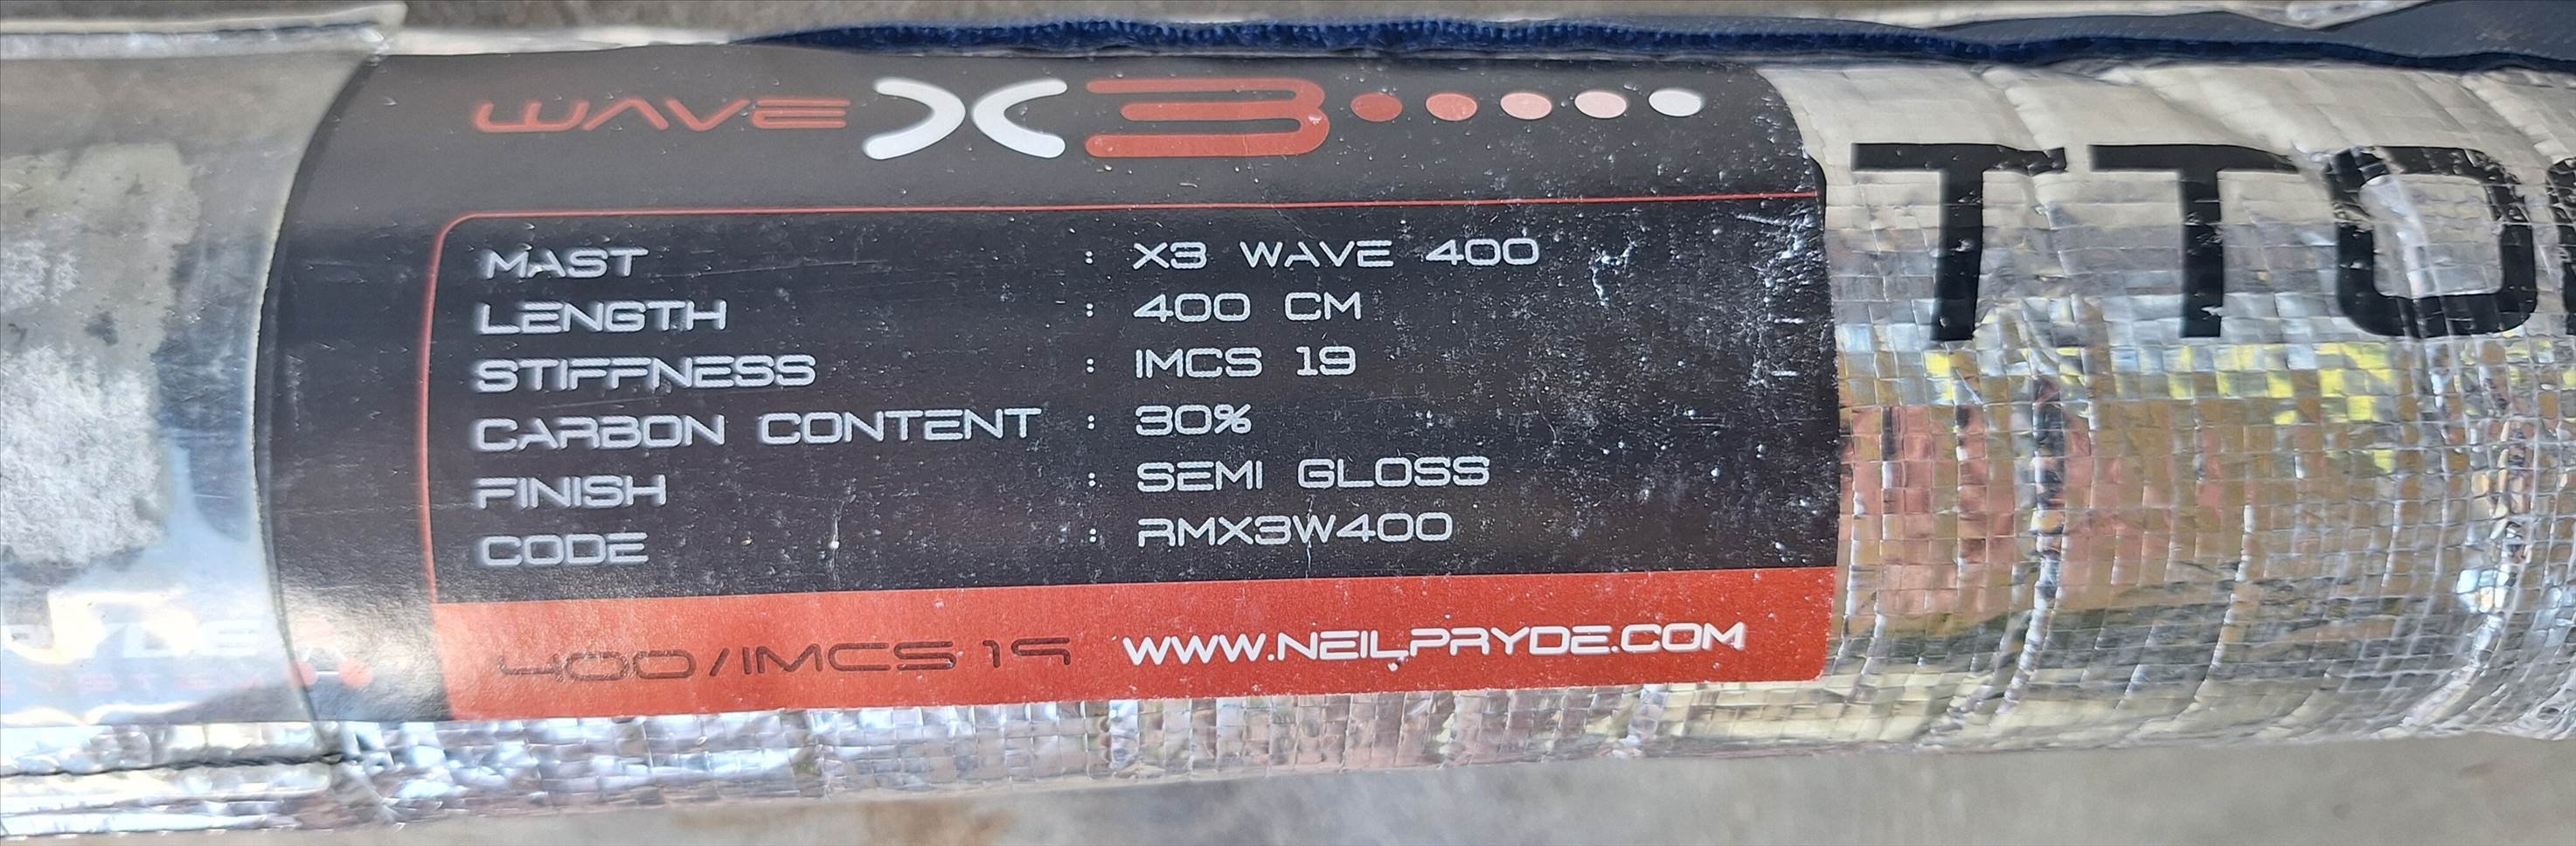 WAVE X3
MAST : X3 WAVE 400
LENGTH : 400 CM
STIFFNESS : IMCS 19
CARBON CONTENT : 30%
FINISH : SEMI GLOSS
CODE : RMX3W400
400/IMCS 19 WWW.NEILPRYDE.COM
TTO